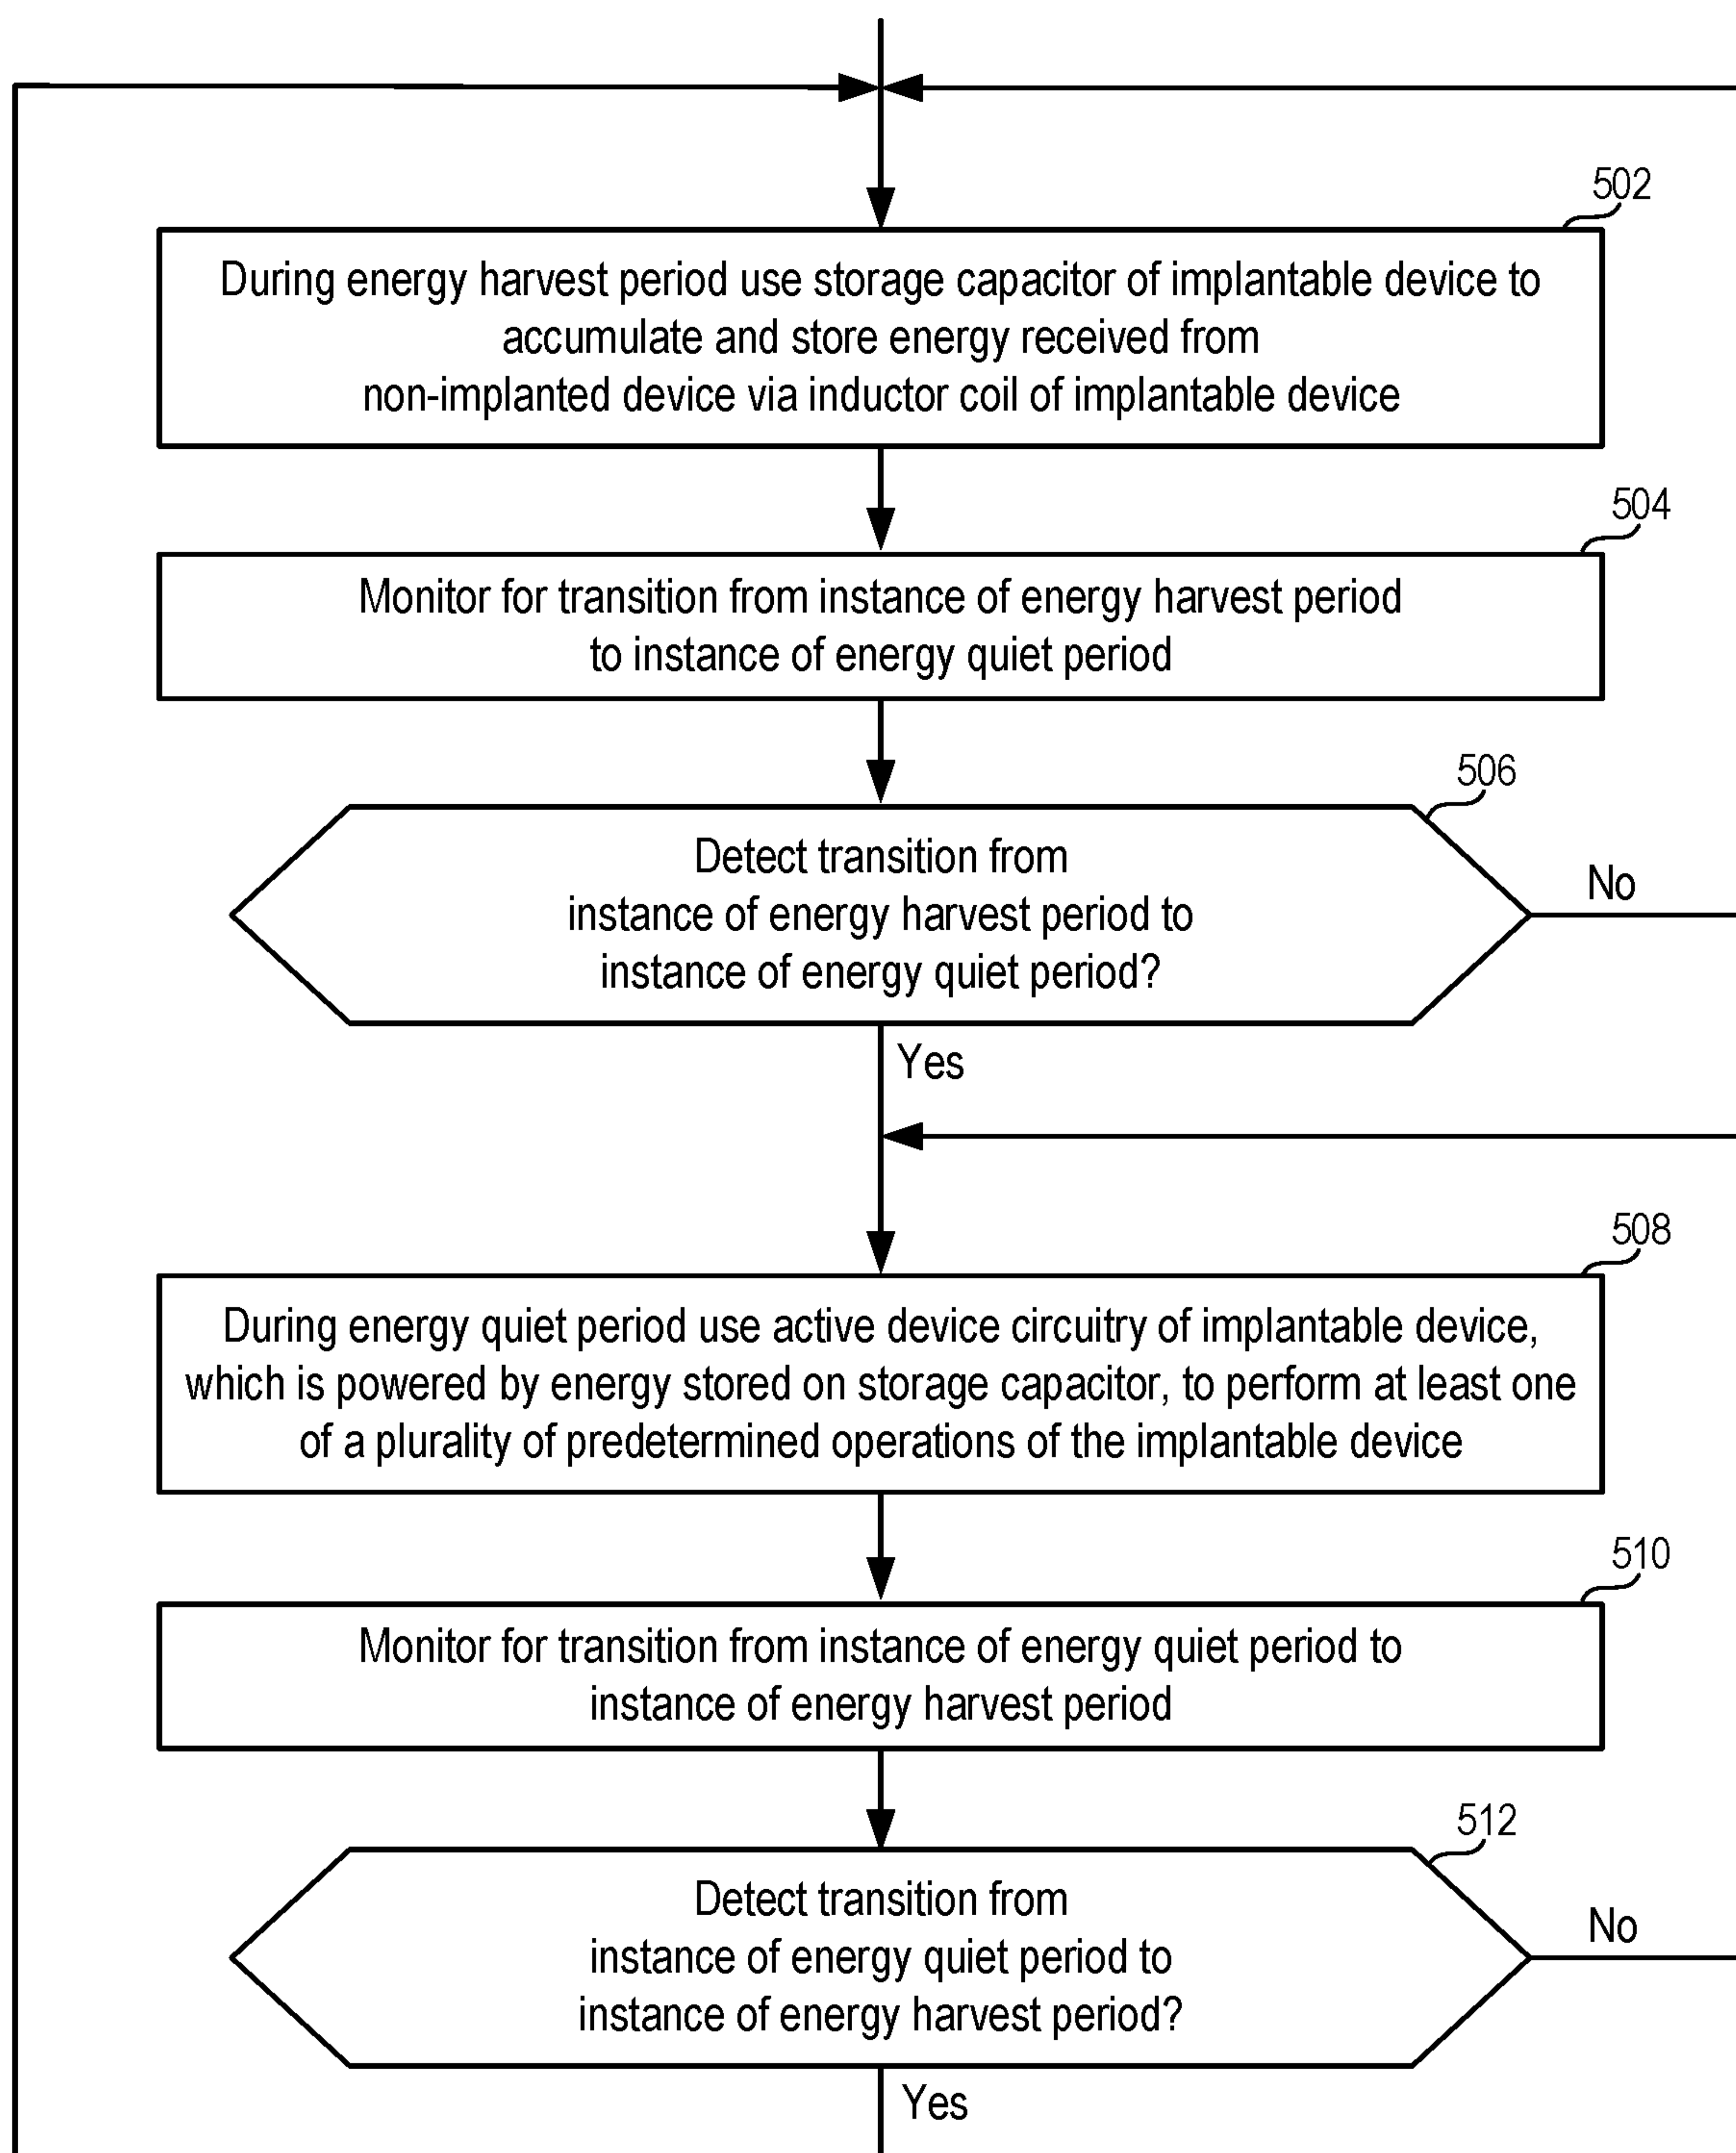 502
During energy harvest period use storage capacitor of implantable device to
accumulate and store energy received from
non-implanted device via inductor coil of implantable device
504
Monitor for transition from instance of energy harvest period
to instance of energy quiet period
506
Detect transition from
instance of energy harvest period to
instance of energy quiet period?
No
Yes
508
During energy quiet period use active device circuitry of implantable device,
which is powered by energy stored on storage capacitor, to perform at least one
of a plurality of predetermined operations of the implantable device
510
Monitor for transition from instance of energy quiet period to
instance of energy harvest period
512
Detect transition from
instance of energy quiet period to
instance of energy harvest period?
No
Yes